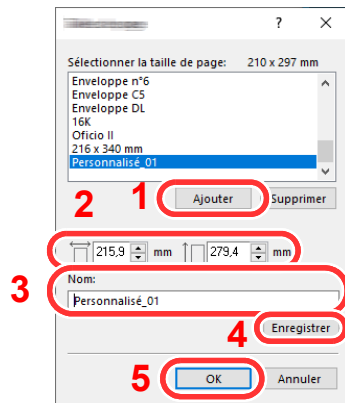 ? ×
Sélectionner la taille de page: 210 x 297 mm
Enveloppe n°6
Enveloppe C5
Enveloppe DL
16K
Oficio II
216 x 340 mm
Personnalisé_01
1
Ajouter
Supprimer
2
215,9 mm 279,4 mm
3
Nom:
Personnalisé_01
4
Enregistrer
5
OK
Annuler